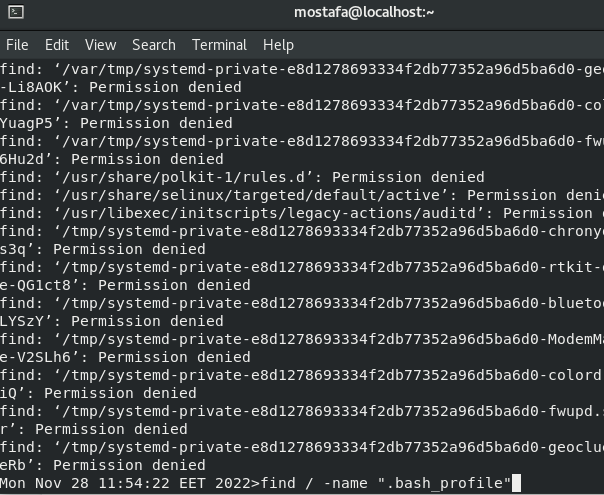 mostafa@localhost:~
File Edit View Search Terminal Help
find: ‘/var/tmp/systemd-private-e8d1278693334f2db77352a96d5ba6d0-geo
-Li8AOK’: Permission denied
find: ‘/var/tmp/systemd-private-e8d1278693334f2db77352a96d5ba6d0-col
YuagP5’: Permission denied
find: ‘/var/tmp/systemd-private-e8d1278693334f2db77352a96d5ba6d0-fwu
6Hu2d’: Permission denied
find: ‘/usr/share/polkit-1/rules.d’: Permission denied
find: ‘/usr/share/selinux/targeted/default/active’: Permission deni
find: ‘/usr/libexec/initscripts/legacy-actions/auditd’: Permission
find: ‘/tmp/systemd-private-e8d1278693334f2db77352a96d5ba6d0-chrony
s3q’: Permission denied
find: ‘/tmp/systemd-private-e8d1278693334f2db77352a96d5ba6d0-rtkit-
e-QG1ct8’: Permission denied
find: ‘/tmp/systemd-private-e8d1278693334f2db77352a96d5ba6d0-blueto
LYSzY’: Permission denied
find: ‘/tmp/systemd-private-e8d1278693334f2db77352a96d5ba6d0-ModemMa
e-V2SLh6’: Permission denied
find: ‘/tmp/systemd-private-e8d1278693334f2db77352a96d5ba6d0-colord
iQ’: Permission denied
find: ‘/tmp/systemd-private-e8d1278693334f2db77352a96d5ba6d0-fwupd.s
r’: Permission denied
find: ‘/tmp/systemd-private-e8d1278693334f2db77352a96d5ba6d0-geoclue
eRb’: Permission denied
Mon Nov 28 11:54:22 EET 2022>find / -name ".bash_profile"